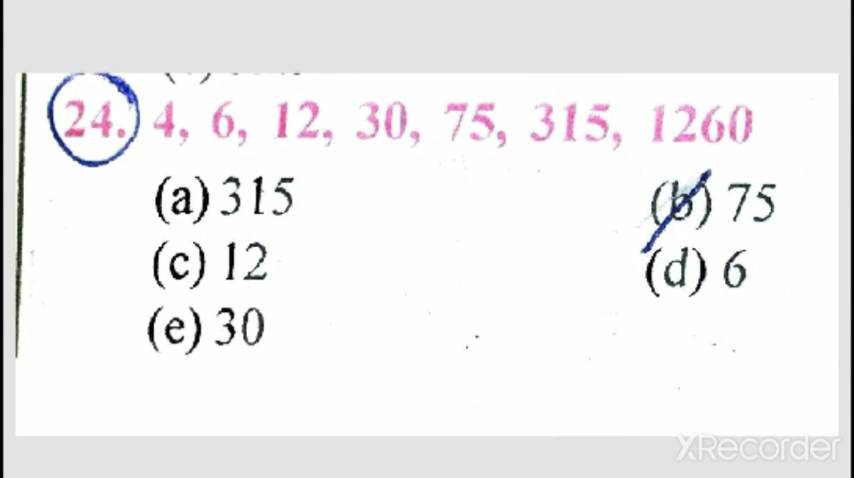 24. 4, 6, 12, 30, 75, 315, 1260
(a) 315 (b) 75
(c) 12 (d) 6
(e) 30
XRecorder